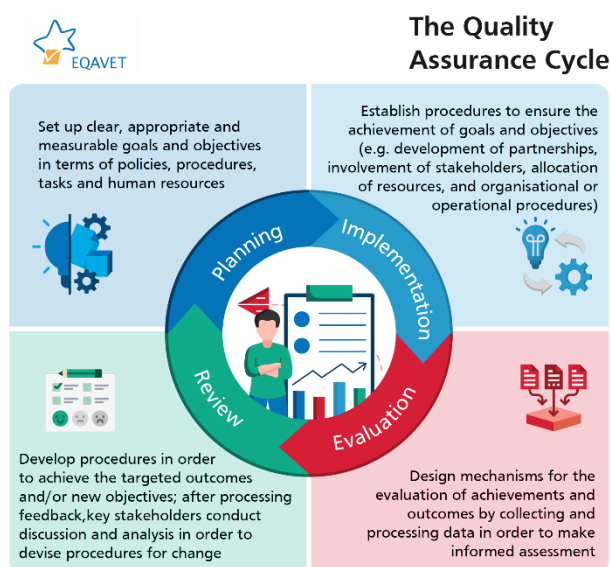 EQAVET
The Quality
Assurance Cycle
Set up clear, appropriate and
measurable goals and objectives
in terms of policies, procedures,
tasks and human resources
Establish procedures to ensure the
achievement of goals and objectives
(e.g. development of partnerships,
involvement of stakeholders, allocation
of resources, and organisational or
operational procedures)
Planning
Implementation
Review
Evaluation
Develop procedures in order
to achieve the targeted outcomes
and/or new objectives; after processing
feedback,key stakeholders conduct
discussion and analysis in order to
devise procedures for change
Design mechanisms for the
evaluation of achievements and
outcomes by collecting and
processing data in order to make
informed assessment